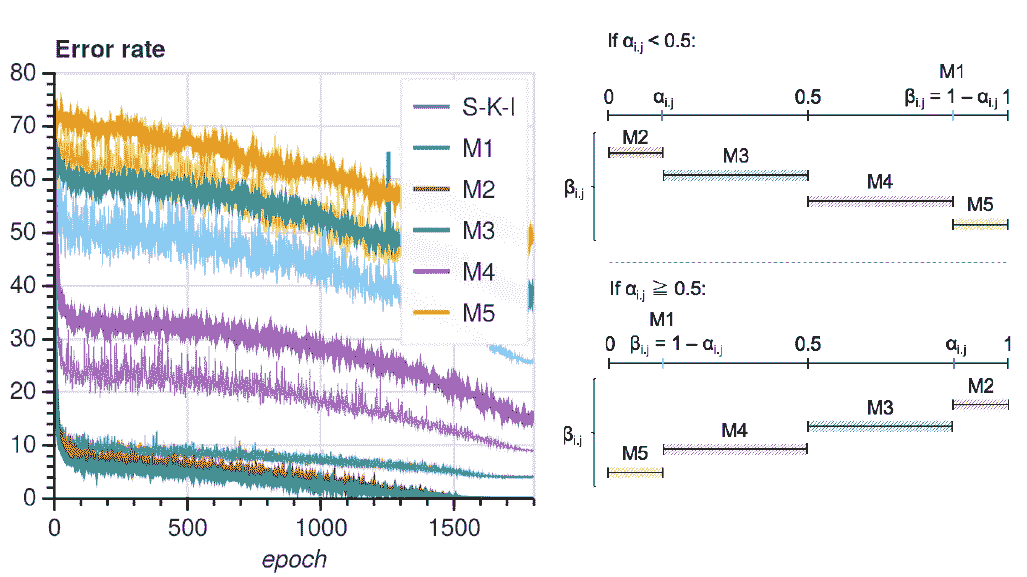 Error rate
80
70
60
50
40
30
20
10
0
0 500 1000 1500
epoch
S-K-I
M1
M2
M3
M4
M5
If αi,j < 0.5:
M1
0 αi,j 0.5 βi,j = 1 – αi,j 1
M2
M3
βi,j
M4
M5
If αi,j ≧ 0.5:
M1
0 βi,j = 1 – αi,j 0.5 αi,j 1
M2
M3
βi,j
M4
M5